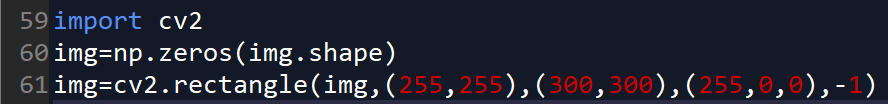 59 import cv2
60 img=np.zeros(img.shape)
61 img=cv2.rectangle(img,(255,255),(300,300),(255,0,0),-1)